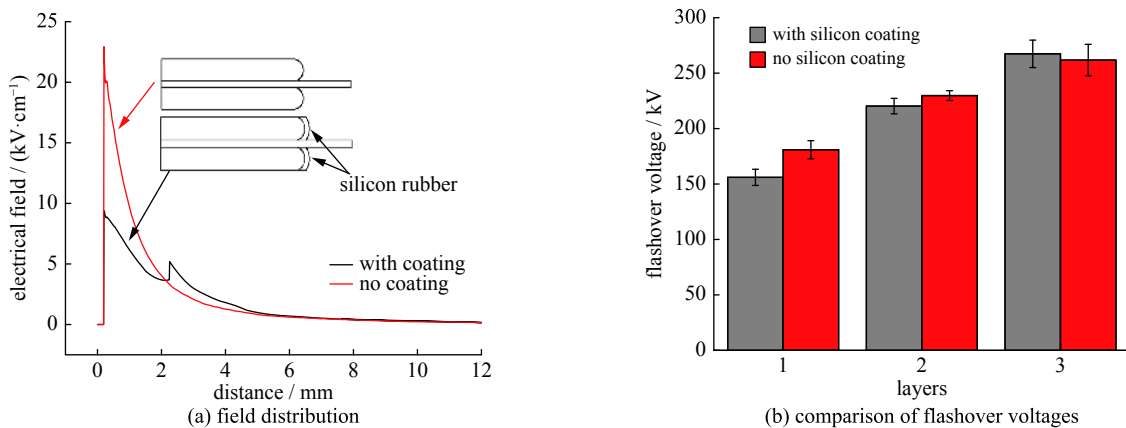 25
20
15
10
5
0
electrical field / (kV·cm⁻¹)
silicon rubber
with coating
no coating
0 2 4 6 8 10 12
distance / mm
(a) field distribution
300
250
200
150
100
50
0
flashover voltage / kV
with silicon coating
no silicon coating
1 2 3
layers
(b) comparison of flashover voltages